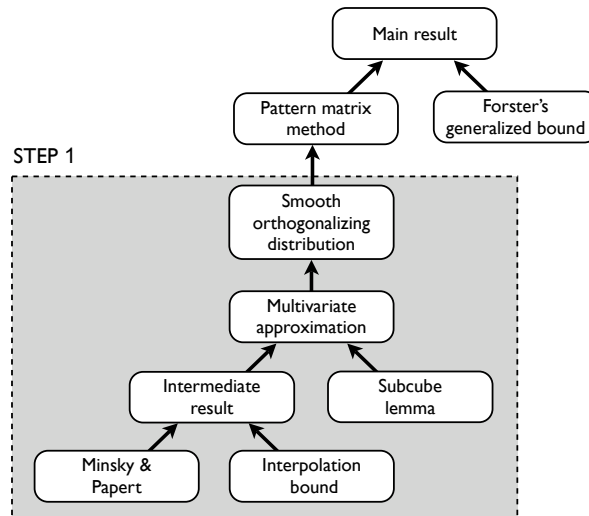 Main result
Pattern matrix
method
Forster's
generalized bound
STEP 1
Smooth
orthogonalizing
distribution
Multivariate
approximation
Intermediate
result
Subcube
lemma
Minsky &
Papert
Interpolation
bound